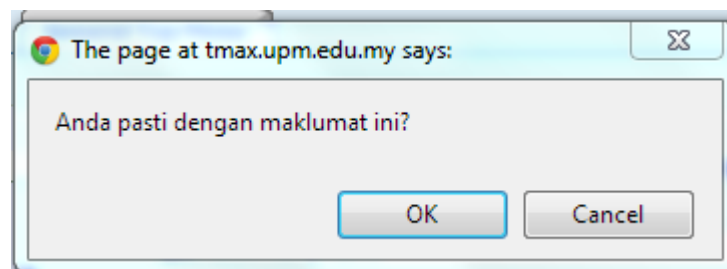 The page at tmax.upm.edu.my says:
Anda pasti dengan maklumat ini?
OK
Cancel